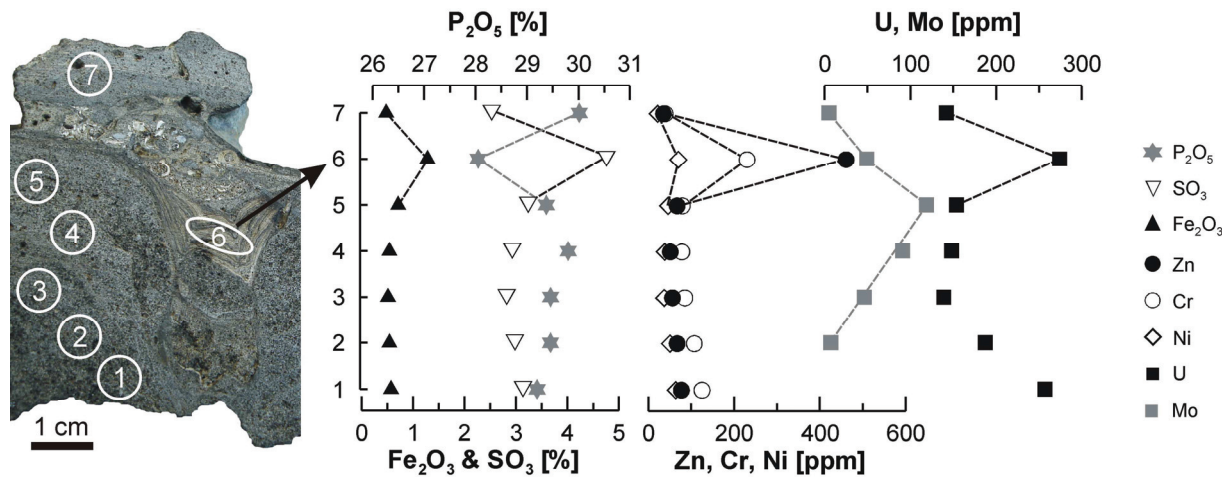 P₂O₅ [%]
26 27 28 29 30 31
U, Mo [ppm]
0 100 200 300
7
6
5
4
3
2
1
1 cm
7
6
5
4
3
2
1
0 1 2 3 4 5
Fe₂O₃ & SO₃ [%]
0 200 400 600
Zn, Cr, Ni [ppm]
P₂O₅
SO₃
Fe₂O₃
Zn
Cr
Ni
U
Mo